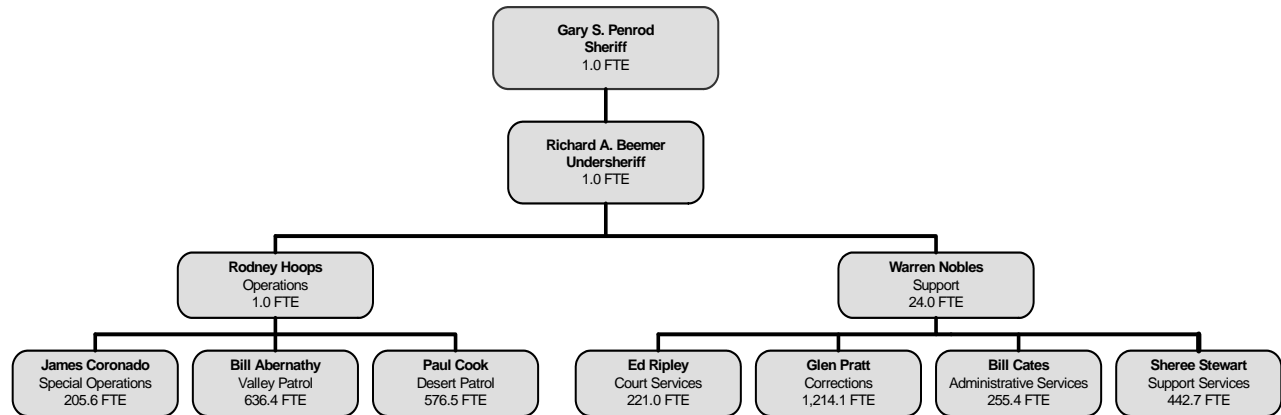 Gary S. Penrod
Sheriff
1.0 FTE
Richard A. Beemer
Undersheriff
1.0 FTE
Rodney Hoops
Operations
1.0 FTE
Warren Nobles
Support
24.0 FTE
James Coronado
Special Operations
205.6 FTE
Bill Abernathy
Valley Patrol
636.4 FTE
Paul Cook
Desert Patrol
576.5 FTE
Ed Ripley
Court Services
221.0 FTE
Glen Pratt
Corrections
1,214.1 FTE
Bill Cates
Administrative Services
255.4 FTE
Sheree Stewart
Support Services
442.7 FTE